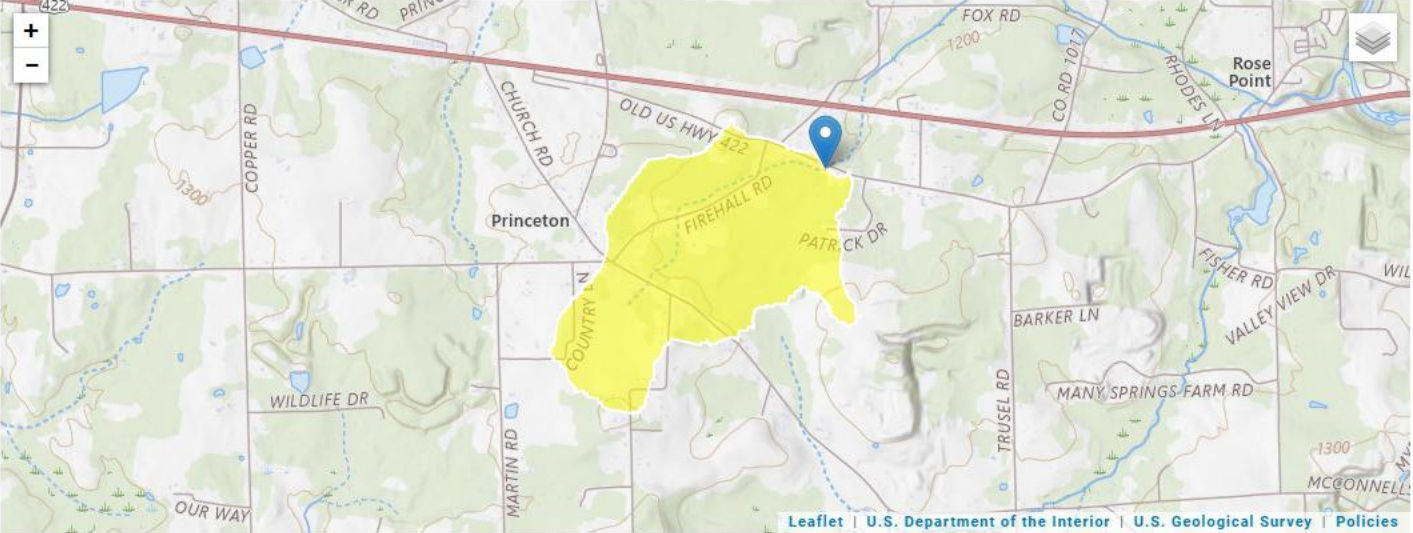 422
RD
PRINC
FOX RD
1200
+
−
CO RD 1017
RHODES LN
Rose
Point
CHURCH RD
OLD US HWY 422
COPPER RD
1300
FIREHALL RD
Princeton
PATRICK DR
COUNTRY LN
FISHER RD
WIL
VALLEY VIEW DR
BARKER LN
WILDLIFE DR
TRUSEL RD
MANY SPRINGS FARM RD
MARTIN RD
1300
MY
MCCONNELLS
OUR WAY
Leaflet | U.S. Department of the Interior | U.S. Geological Survey | Policies